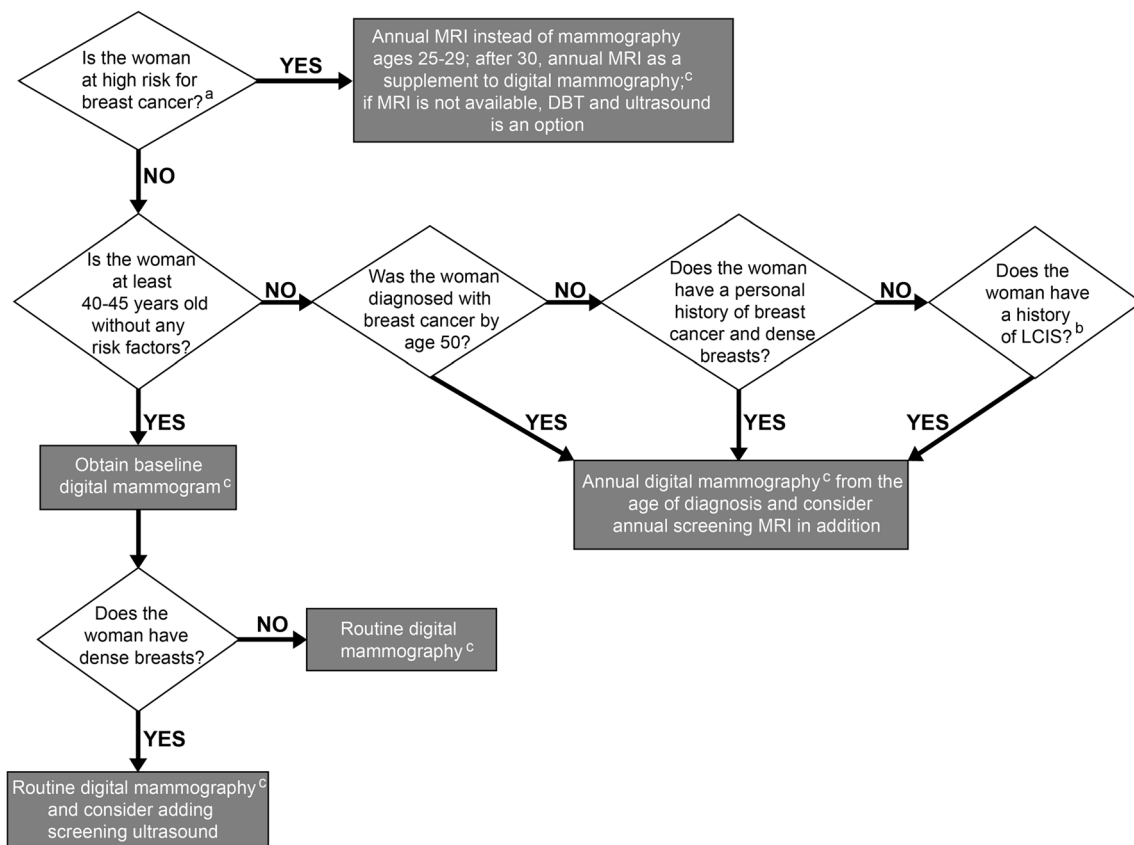 Is the woman
at high risk for
breast cancer?a
YES
Annual MRI instead of mammography
ages 25-29; after 30, annual MRI as a
supplement to digital mammography;c
if MRI is not available, DBT and ultrasound
is an option
NO
Is the woman
at least
40-45 years old
without any
risk factors?
NO
Was the woman
diagnosed with
breast cancer by
age 50?
NO
Does the woman
have a personal
history of breast
cancer and dense
breasts?
NO
Does the
woman have
a history
of LCIS?b
YES
YES
YES
YES
Obtain baseline
digital mammogramc
Annual digital mammographyc from the
age of diagnosis and consider
annual screening MRI in addition
Does the
woman have
dense breasts?
NO
Routine digital
mammographyc
YES
Routine digital mammographyc
and consider adding
screening ultrasound